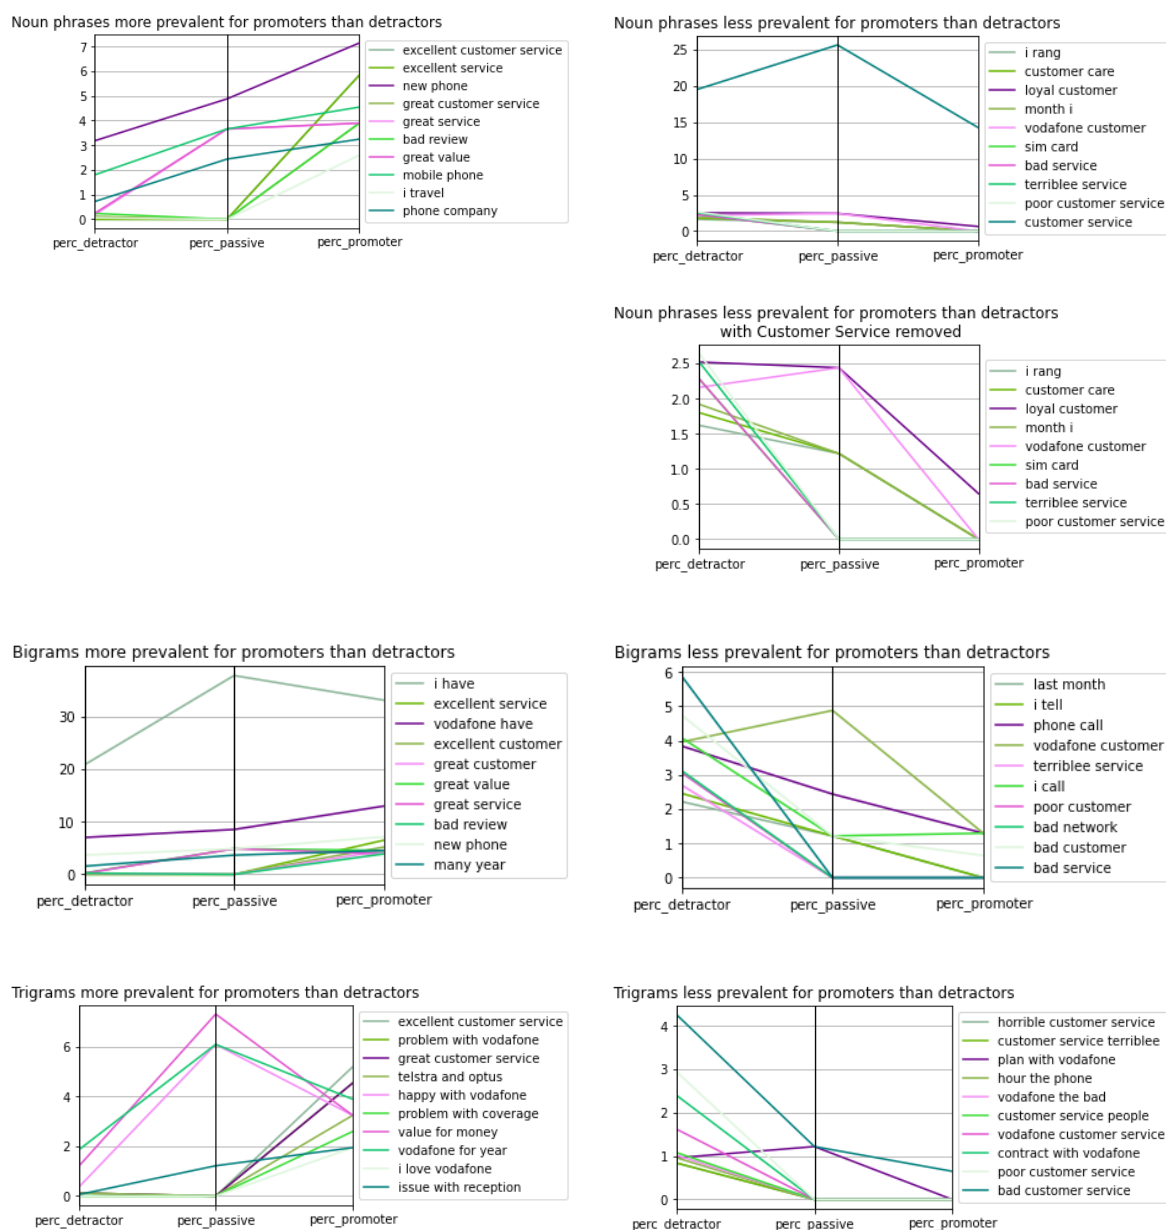 Noun phrases more prevalent for promoters than detractors
7
6
5
4
3
2
1
0
perc_detractor
perc_passive
perc_promoter
excellent customer service
excellent service
new phone
great customer service
great service
bad review
great value
mobile phone
i travel
phone company
Noun phrases less prevalent for promoters than detractors
25
20
15
10
5
0
perc_detractor
perc_passive
perc_promoter
i rang
customer care
loyal customer
month i
vodafone customer
sim card
bad service
terriblee service
poor customer service
customer service
Noun phrases less prevalent for promoters than detractors
with Customer Service removed
2.5
2.0
1.5
1.0
0.5
0.0
perc_detractor
perc_passive
perc_promoter
i rang
customer care
loyal customer
month i
vodafone customer
sim card
bad service
terriblee service
poor customer service
Bigrams more prevalent for promoters than detractors
30
20
10
0
perc_detractor
perc_passive
perc_promoter
i have
excellent service
vodafone have
excellent customer
great customer
great value
great service
bad review
new phone
many year
Bigrams less prevalent for promoters than detractors
6
5
4
3
2
1
0
perc_detractor
perc_passive
perc_promoter
last month
i tell
phone call
vodafone customer
terriblee service
i call
poor customer
bad network
bad customer
bad service
Trigrams more prevalent for promoters than detractors
6
4
2
0
perc_detractor
perc_passive
perc_promoter
excellent customer service
problem with vodafone
great customer service
telstra and optus
happy with vodafone
problem with coverage
value for money
vodafone for year
i love vodafone
issue with reception
Trigrams less prevalent for promoters than detractors
4
3
2
1
0
perc_detractor
perc_passive
perc_promoter
horrible customer service
customer service terriblee
plan with vodafone
hour the phone
vodafone the bad
customer service people
vodafone customer service
contract with vodafone
poor customer service
bad customer service